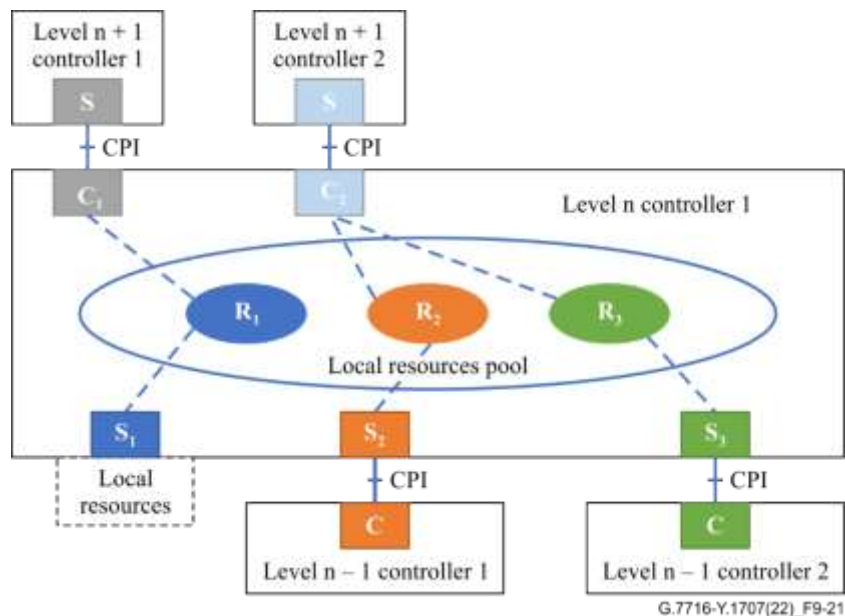 Level n + 1
controller 1
Level n + 1
controller 2
S
S
CPI
CPI
C1
C2
Level n controller 1
R1
R2
R3
Local resources pool
S1
S2
S3
Local
resources
CPI
CPI
C
C
Level n – 1 controller 1
Level n – 1 controller 2
G.7716-Y.1707(22)_F9-21